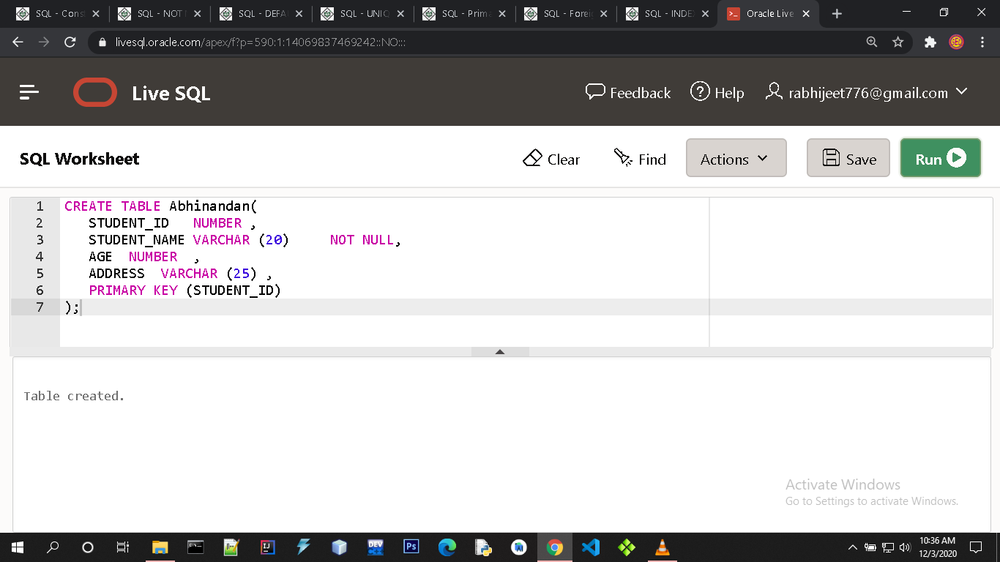 SQL - Const
SQL - NOT N
SQL - DEFA
SQL - UNIQ
SQL - Prima
SQL - Foreig
SQL - INDEX
Oracle Live
livesql.oracle.com/apex/f?p=590:1:14069837469242::NO:::
Live SQL
Feedback
Help
rabhijeet776@gmail.com
SQL Worksheet
Clear
Find
Actions
Save
Run
1 CREATE TABLE Abhinandan(
2 STUDENT_ID NUMBER ,
3 STUDENT_NAME VARCHAR (20) NOT NULL,
4 AGE NUMBER ,
5 ADDRESS VARCHAR (25) ,
6 PRIMARY KEY (STUDENT_ID)
7 );
Table created.
Activate Windows
Go to Settings to activate Windows.
DEV
Ps
10:36 AM
12/3/2020